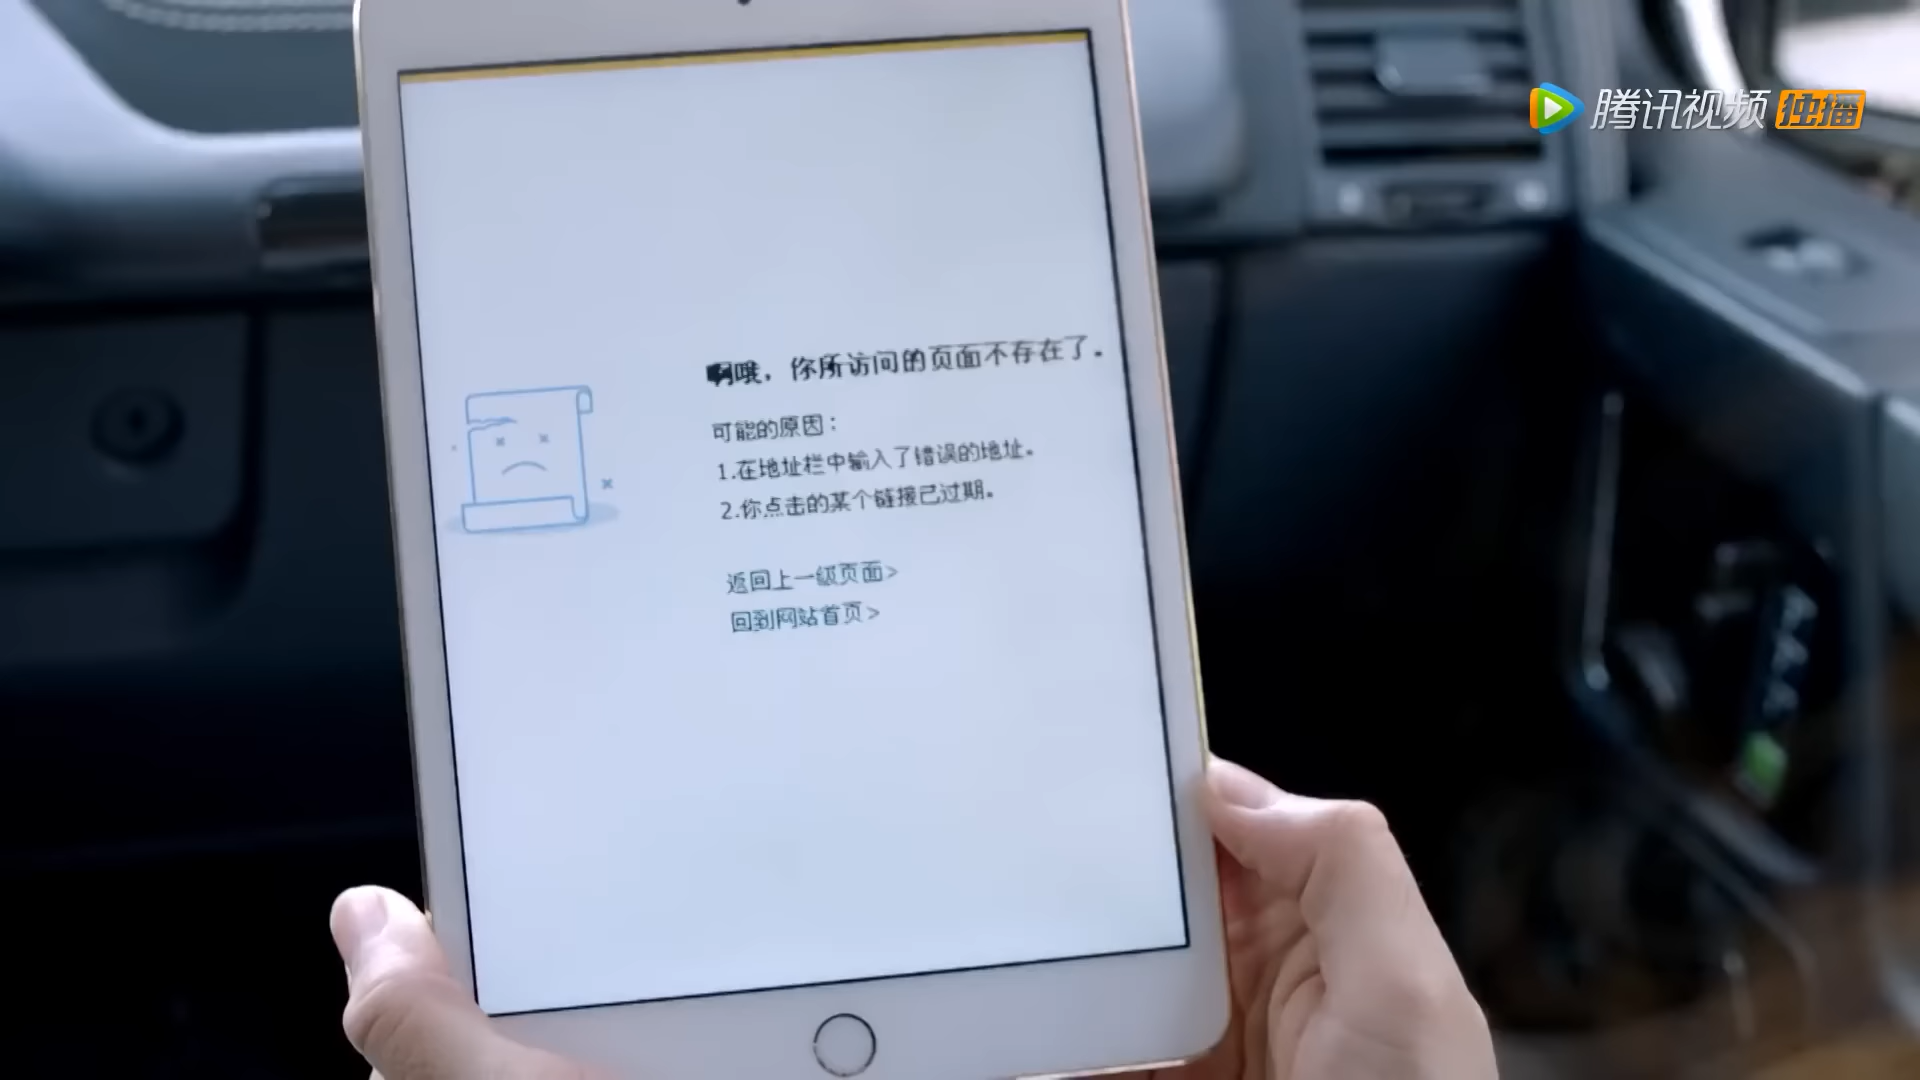 腾讯视频 独播
啊哦，你所访问的页面不存在了。
可能的原因：
1.在地址栏中输入了错误的地址。
2.你点击的某个链接已过期。
返回上一级页面>
回到网站首页>